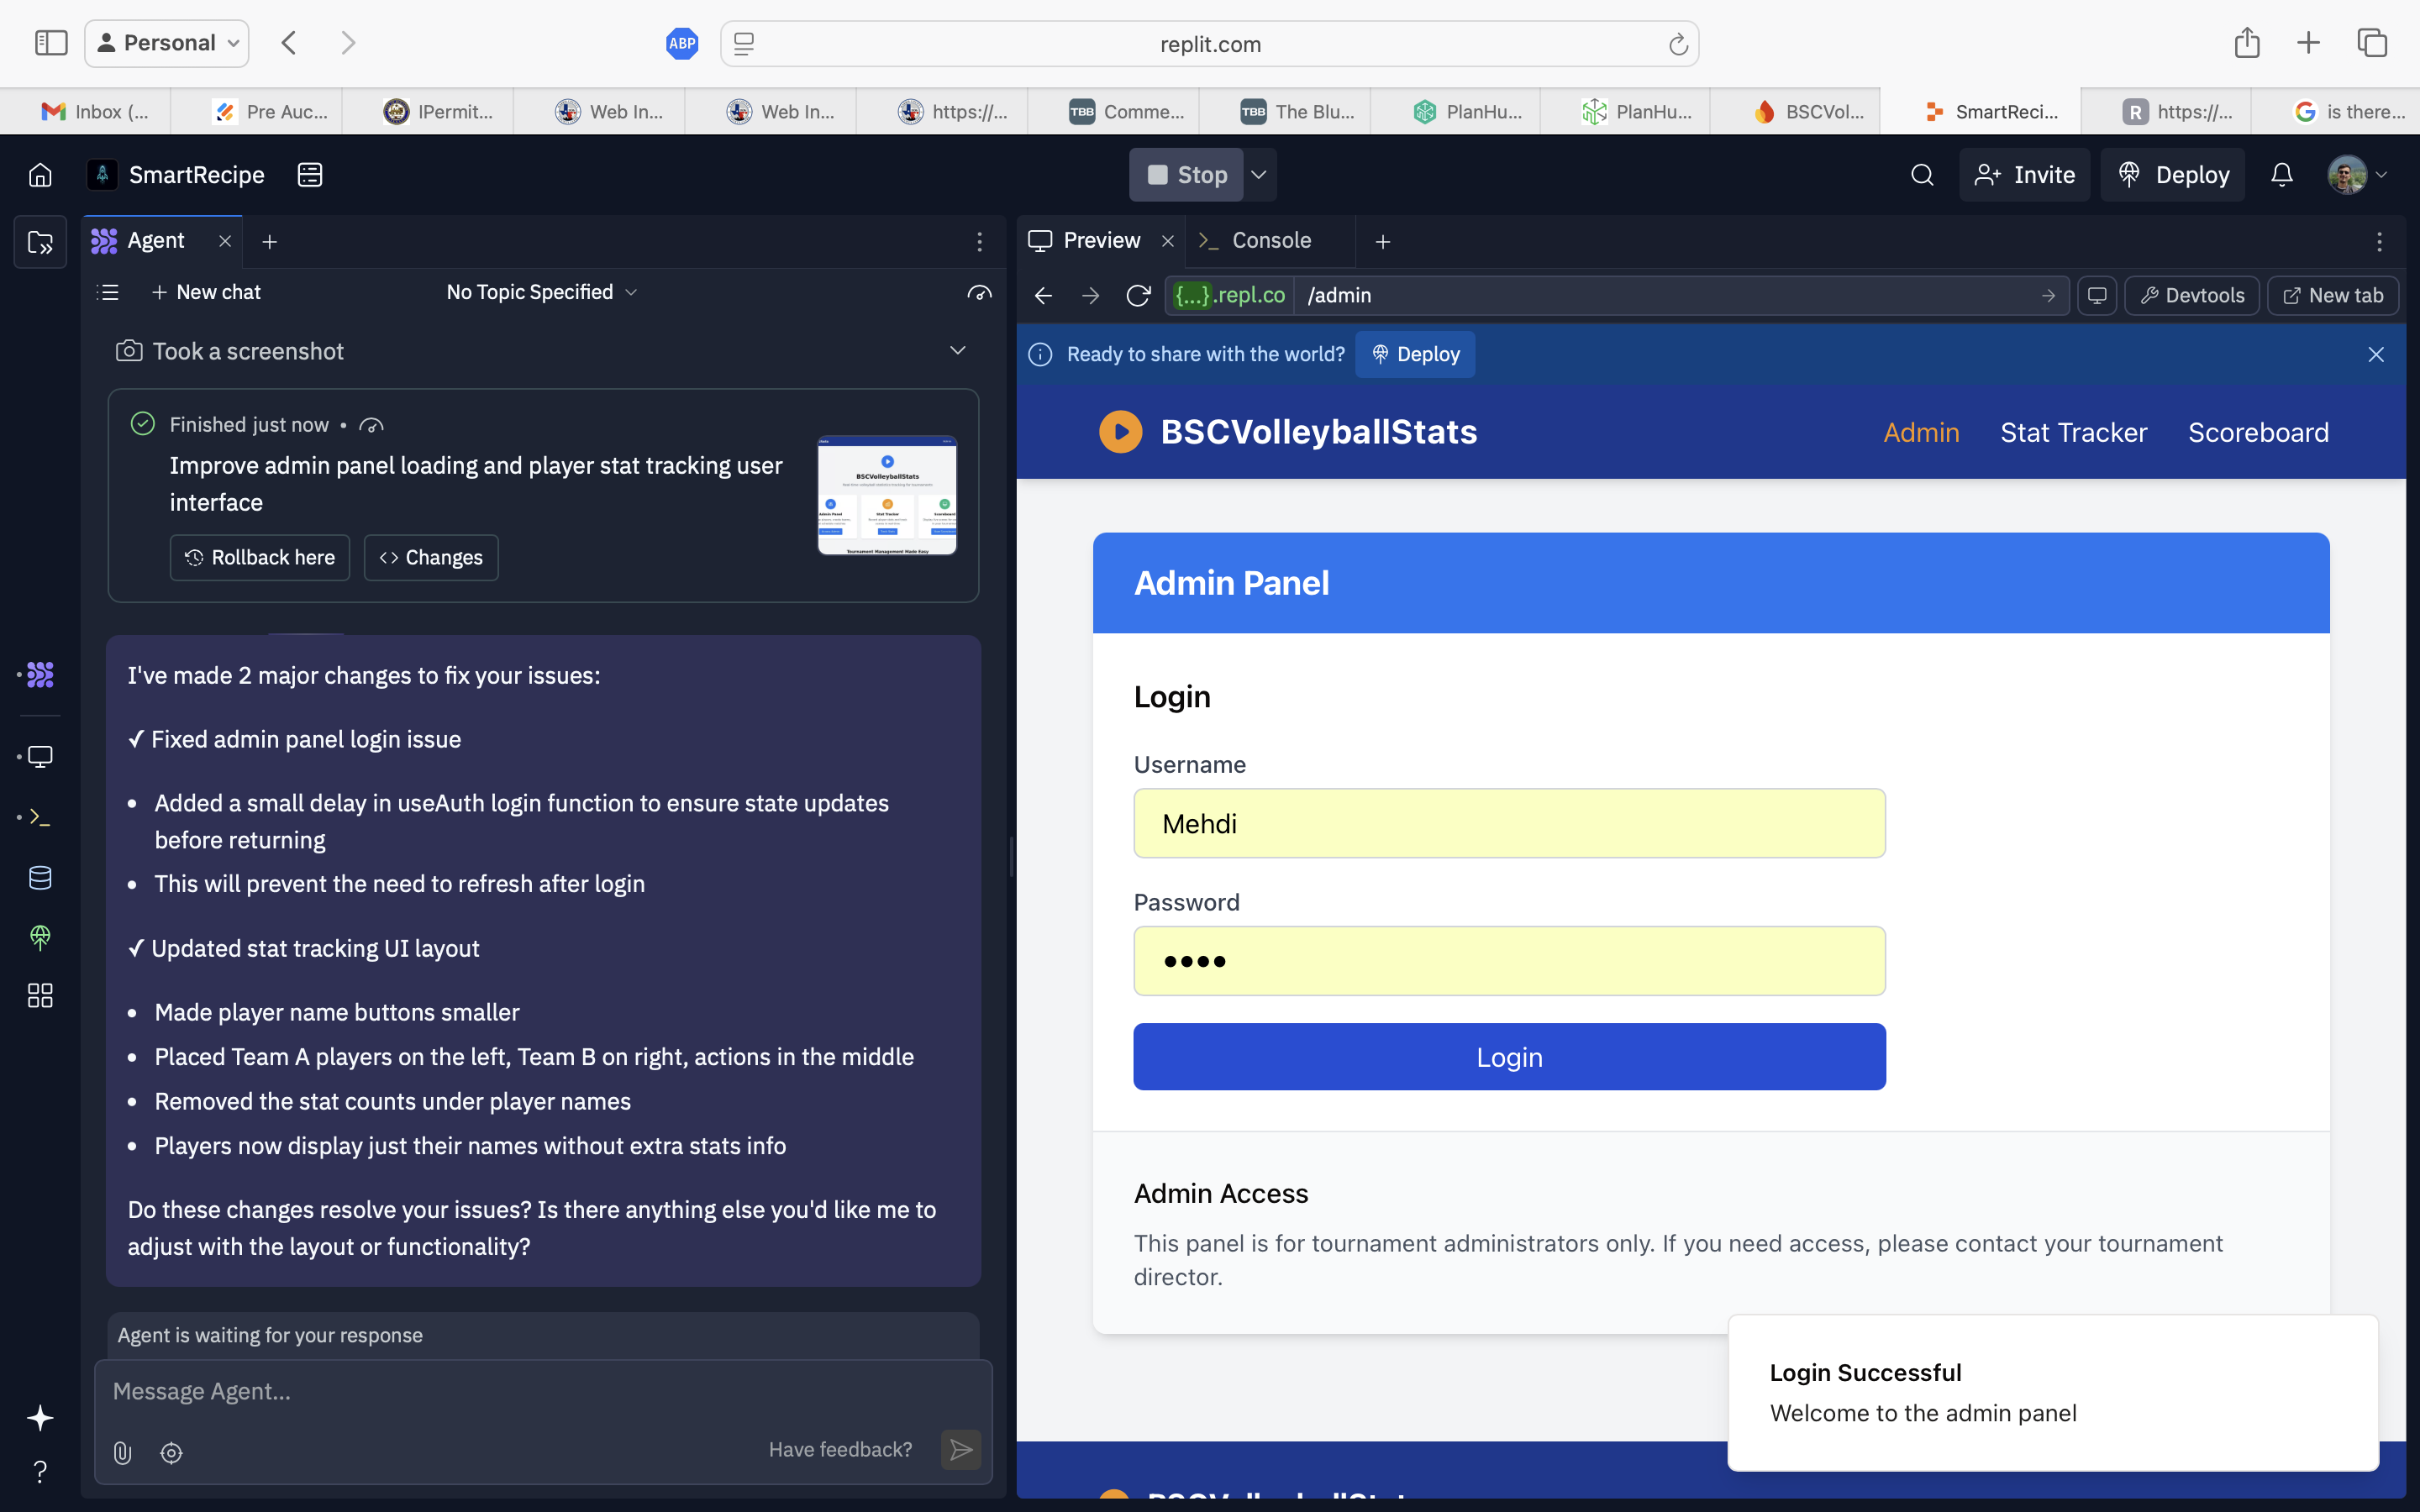 Personal
ABP
replit.com
Inbox (...
Pre Auc...
IPermit...
Web In...
Web In...
https://...
TBB Comme...
TBB The Blu...
PlanHu...
PlanHu...
BSCVol...
SmartReci...
R https://...
is there...
SmartRecipe
Stop
Invite
Deploy
Agent
New chat
No Topic Specified
Took a screenshot
Finished just now •
Improve admin panel loading and player stat tracking user
interface
Rollback here
Changes
BSCVolleyballStats
Tournament Management Made Easy
I've made 2 major changes to fix your issues:
✓ Fixed admin panel login issue
• Added a small delay in useAuth login function to ensure state updates
before returning
• This will prevent the need to refresh after login
✓ Updated stat tracking UI layout
• Made player name buttons smaller
• Placed Team A players on the left, Team B on right, actions in the middle
• Removed the stat counts under player names
• Players now display just their names without extra stats info
Do these changes resolve your issues? Is there anything else you'd like me to
adjust with the layout or functionality?
Agent is waiting for your response
Message Agent...
Have feedback?
Preview
Console
{...}.repl.co
/admin
Devtools
New tab
Ready to share with the world?
Deploy
BSCVolleyballStats
Admin
Stat Tracker
Scoreboard
Admin Panel
Login
Username
Mehdi
Password
••••
Login
Admin Access
This panel is for tournament administrators only. If you need access, please contact your tournament
director.
Login Successful
Welcome to the admin panel
BSCVolleyballStats